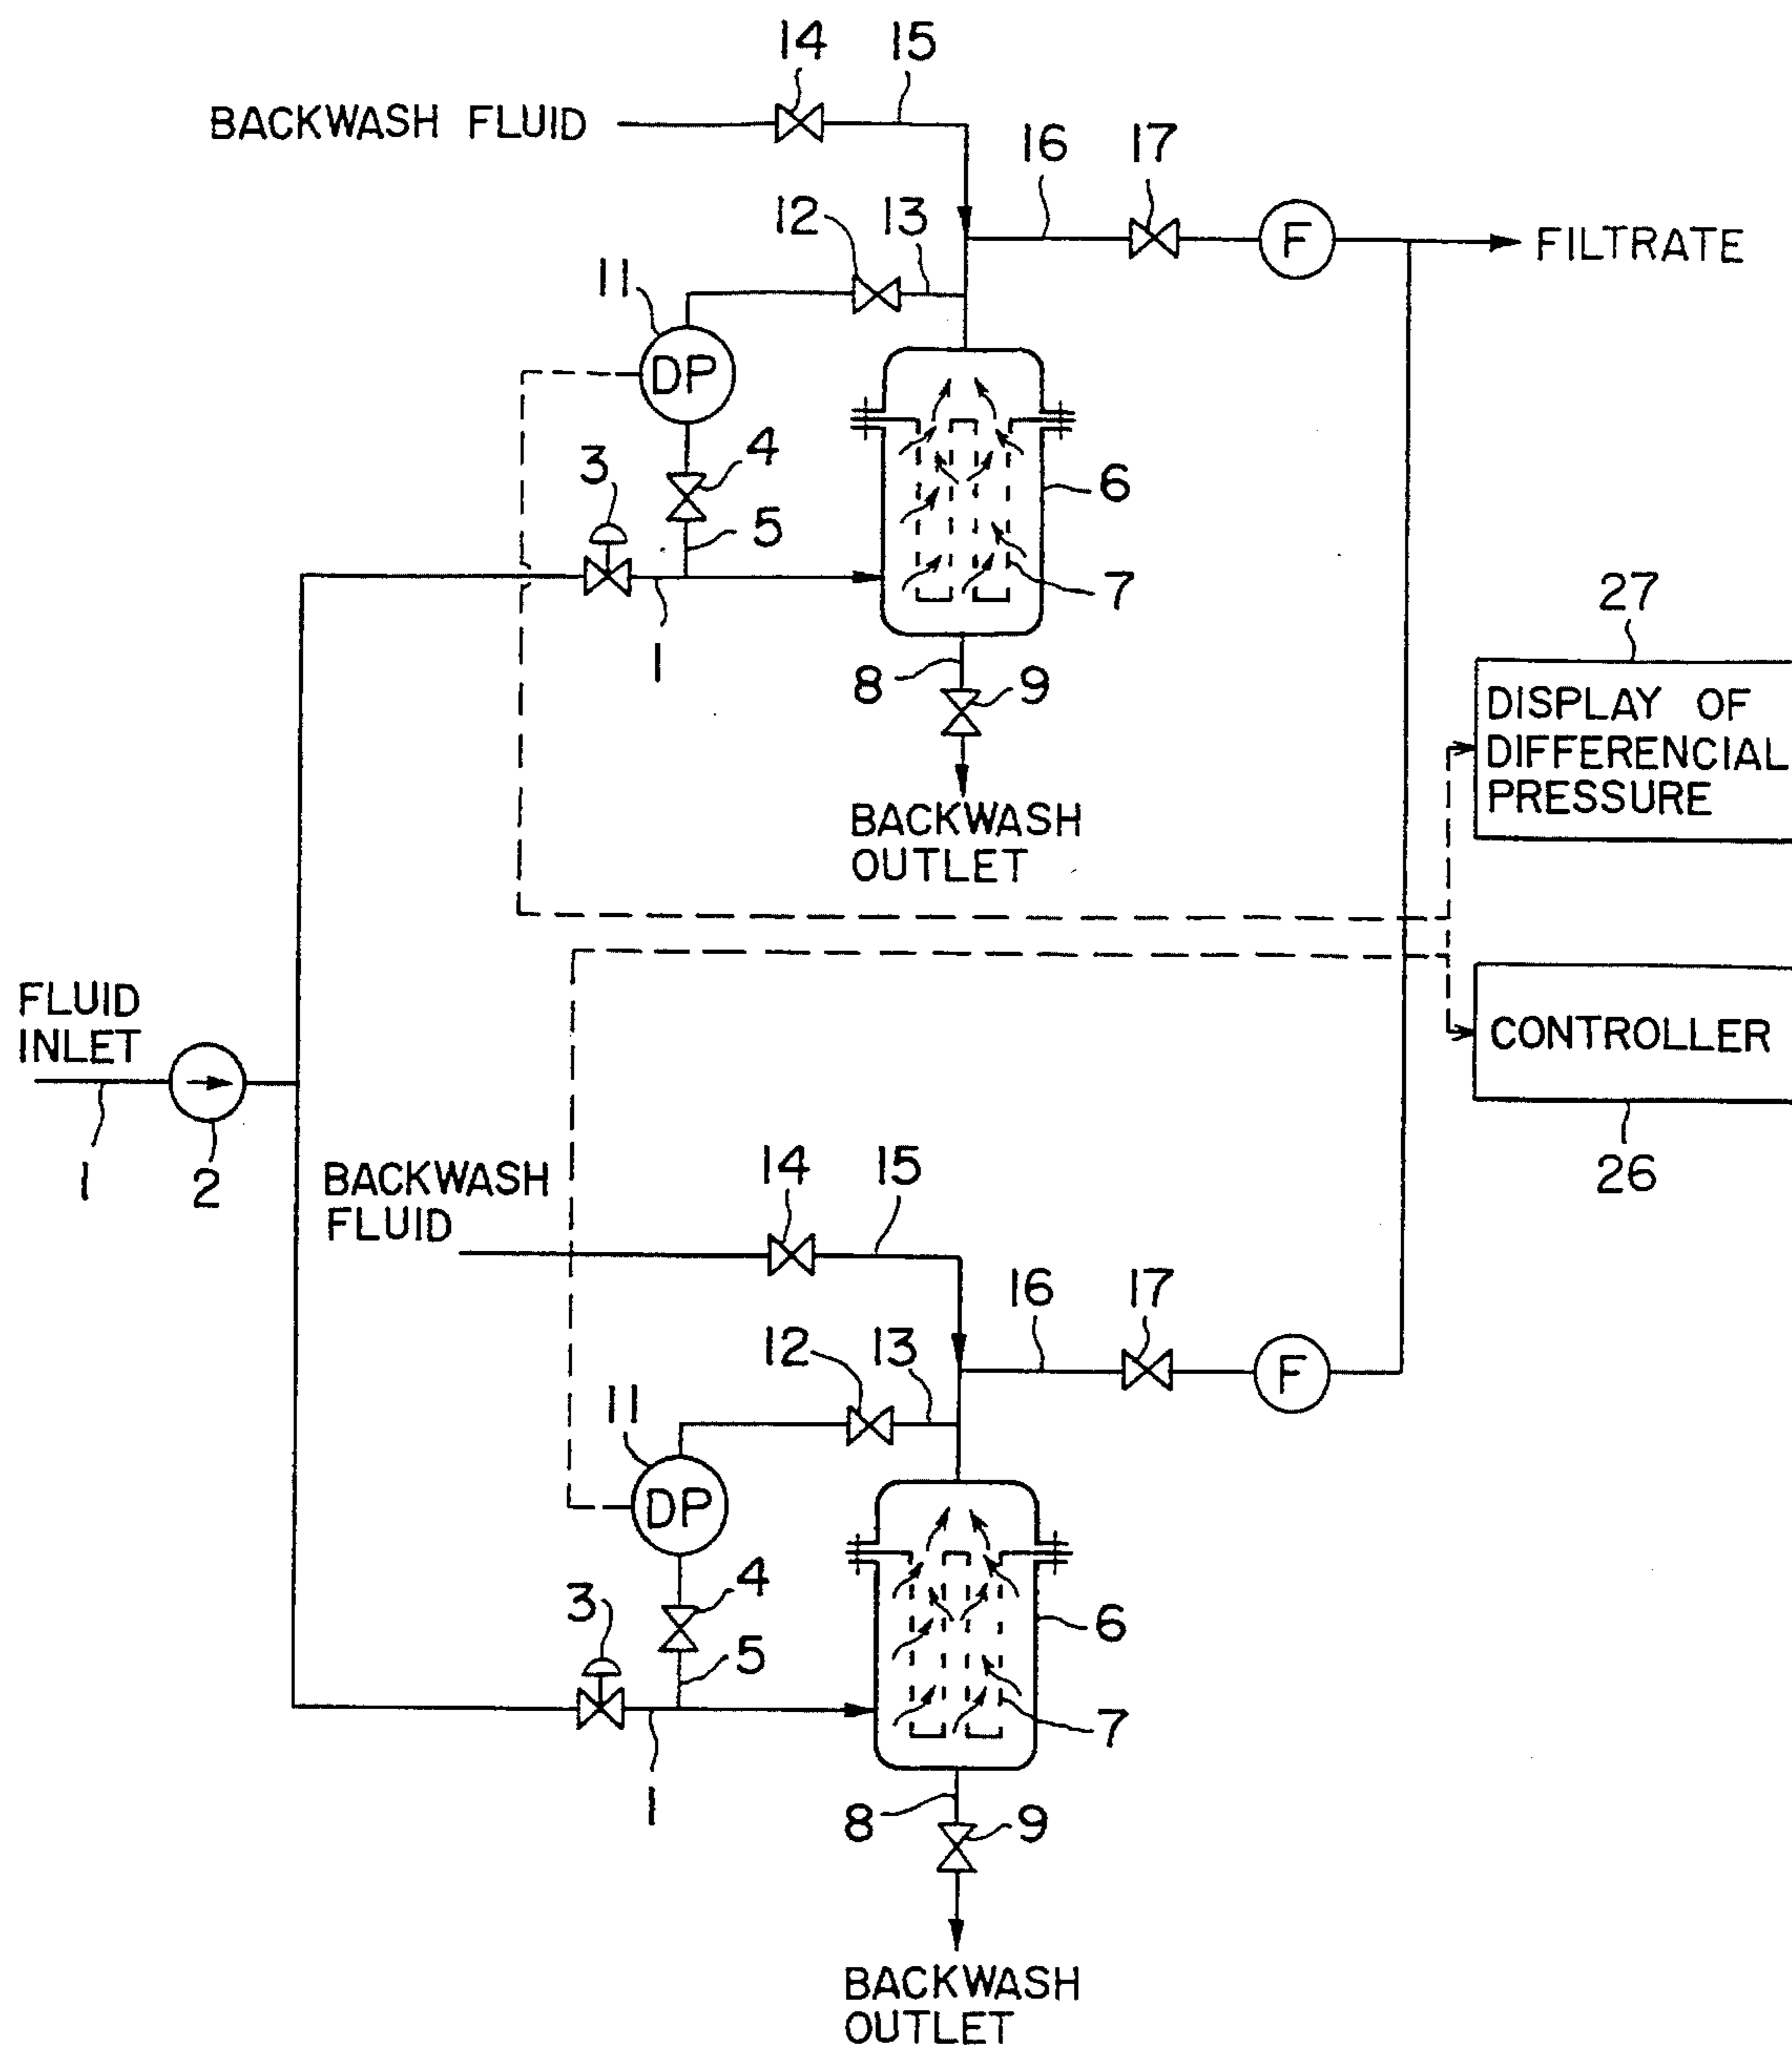 14 15
BACKWASH FLUID
16 17
12 13
F
FILTRATE
11
DP
3 4
5
6
7
1
8 9
27
DISPLAY OF
DIFFERENCIAL
PRESSURE
BACKWASH
OUTLET
FLUID
INLET
CONTROLLER
1 2
26
BACKWASH
FLUID
14 15
16 17
12 13
F
11
DP
3 4
5
6
7
1
8 9
BACKWASH
OUTLET